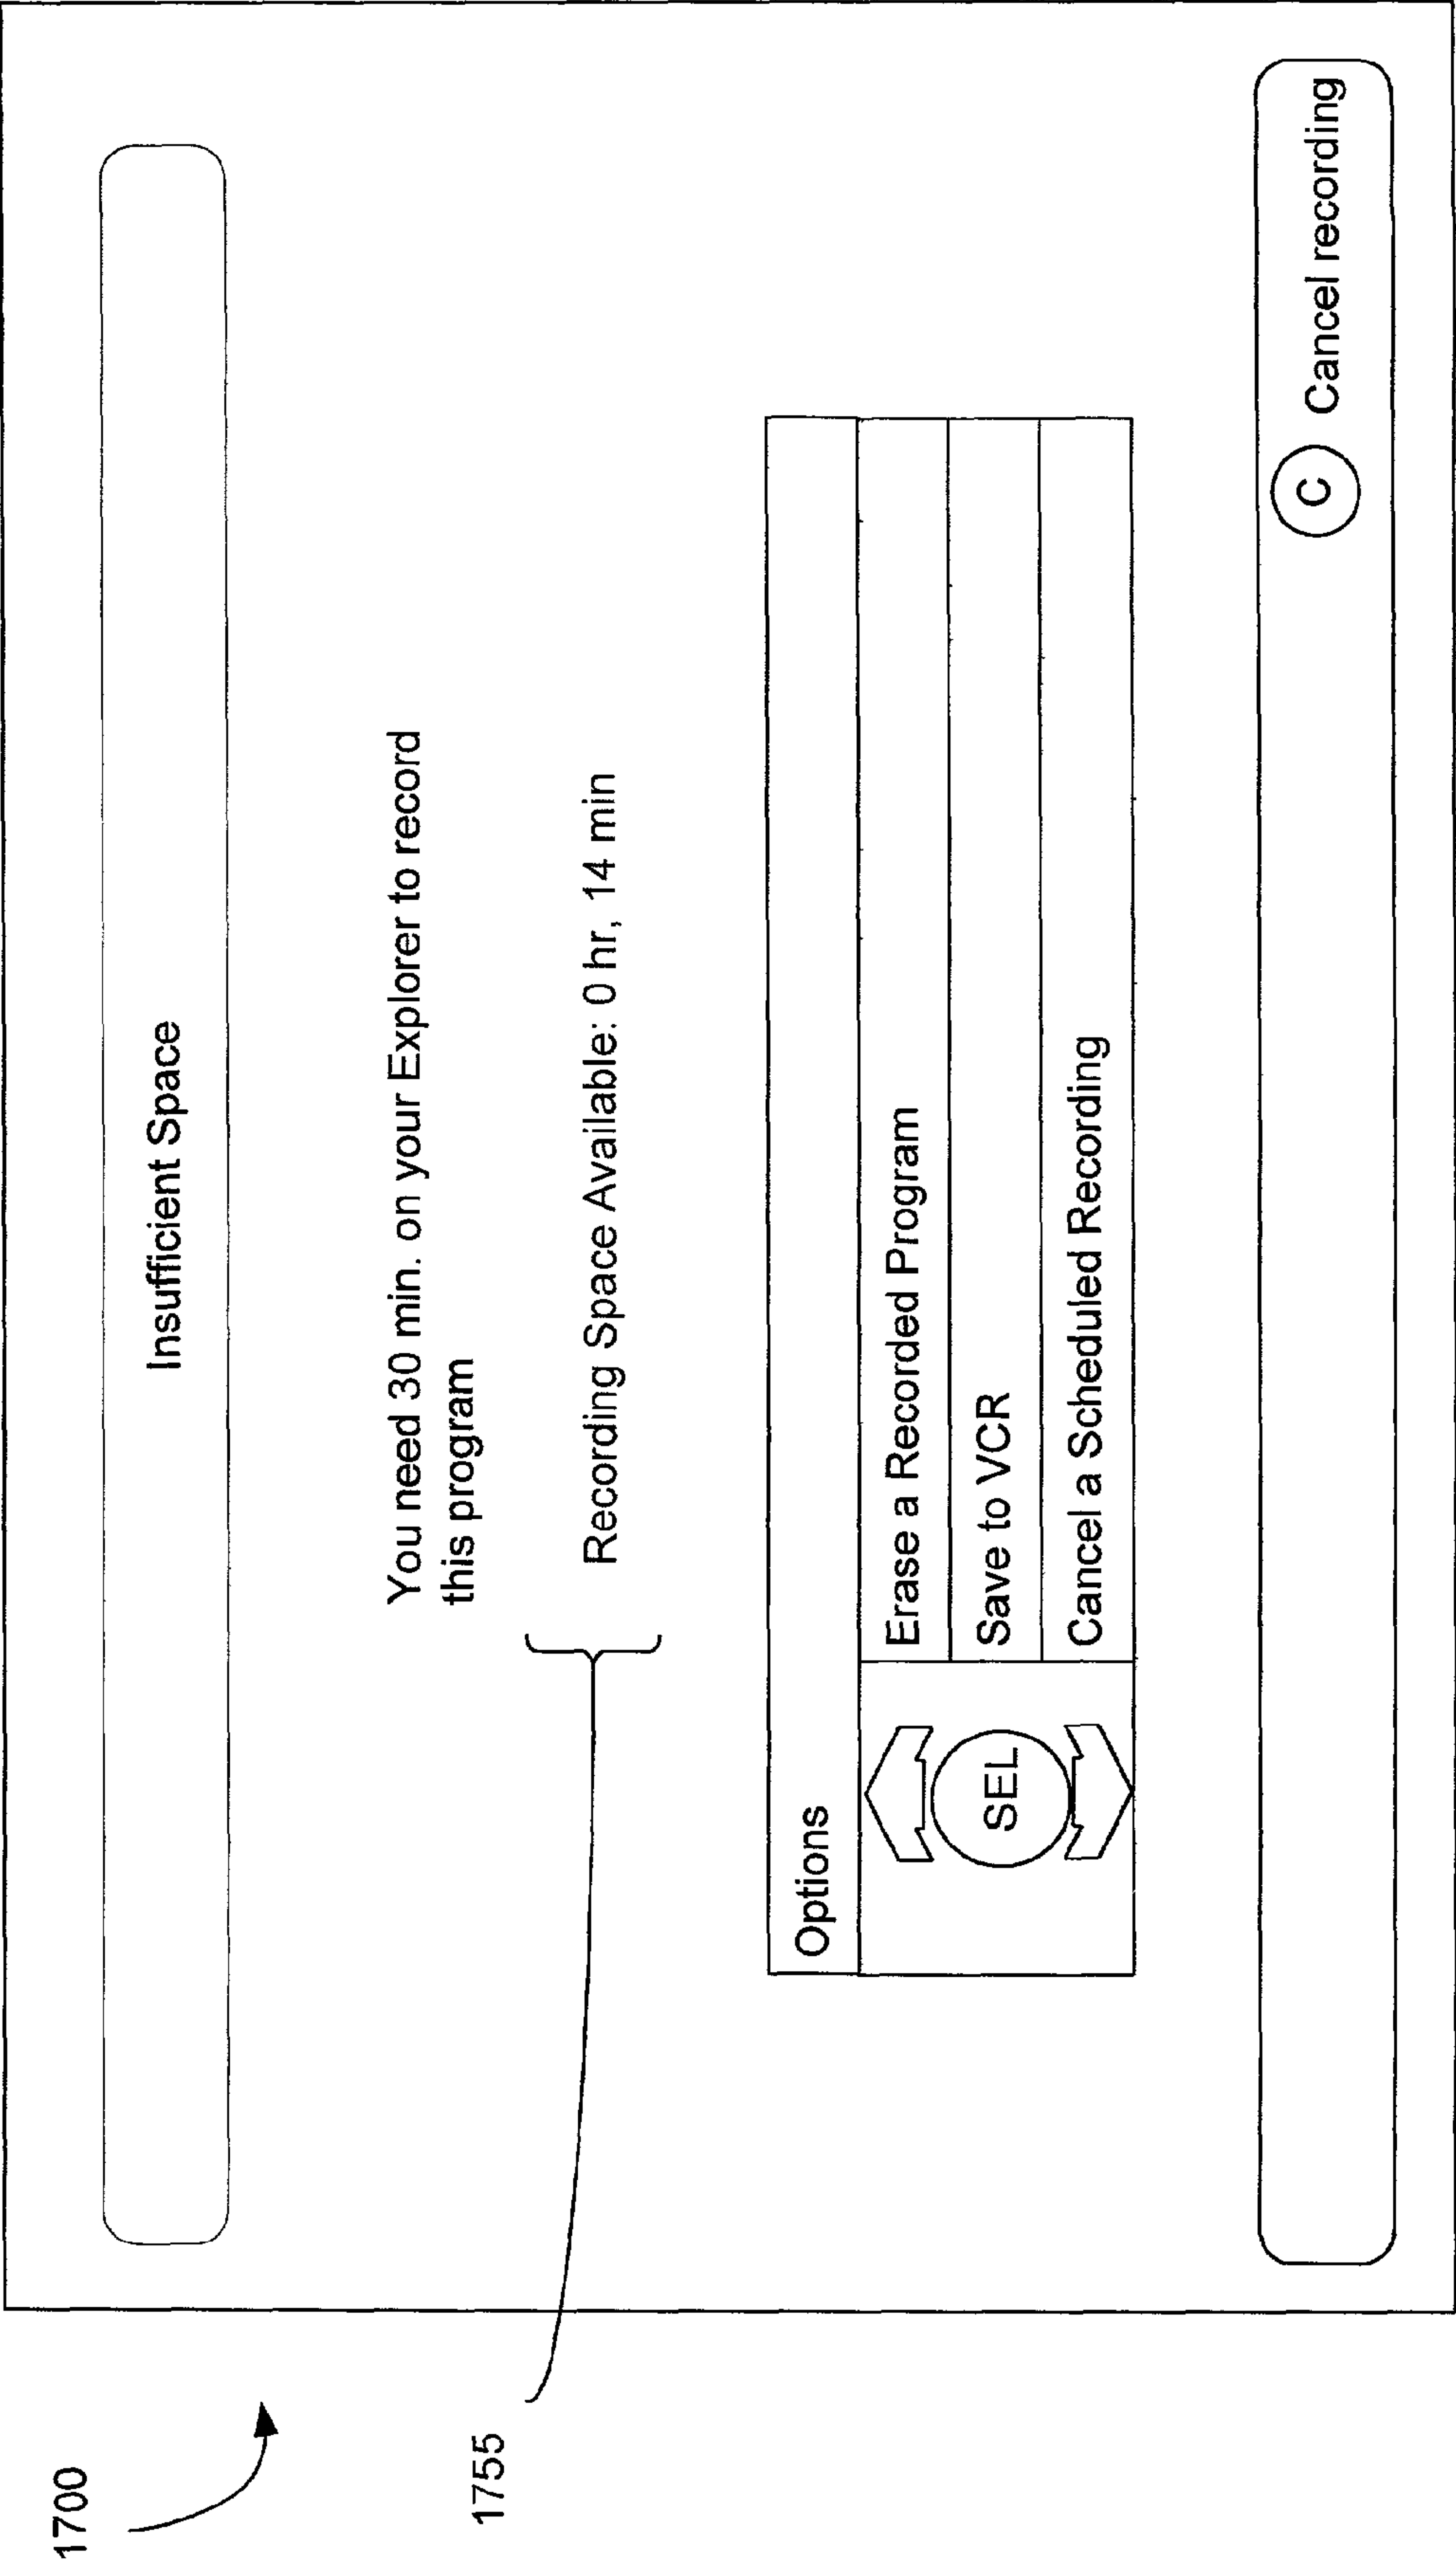 1700
Insufficient Space
You need 30 min. on your Explorer to record
this program
1755
Recording Space Available: 0 hr, 14 min
Options
SEL
Erase a Recorded Program
Save to VCR
Cancel a Scheduled Recording
C Cancel recording